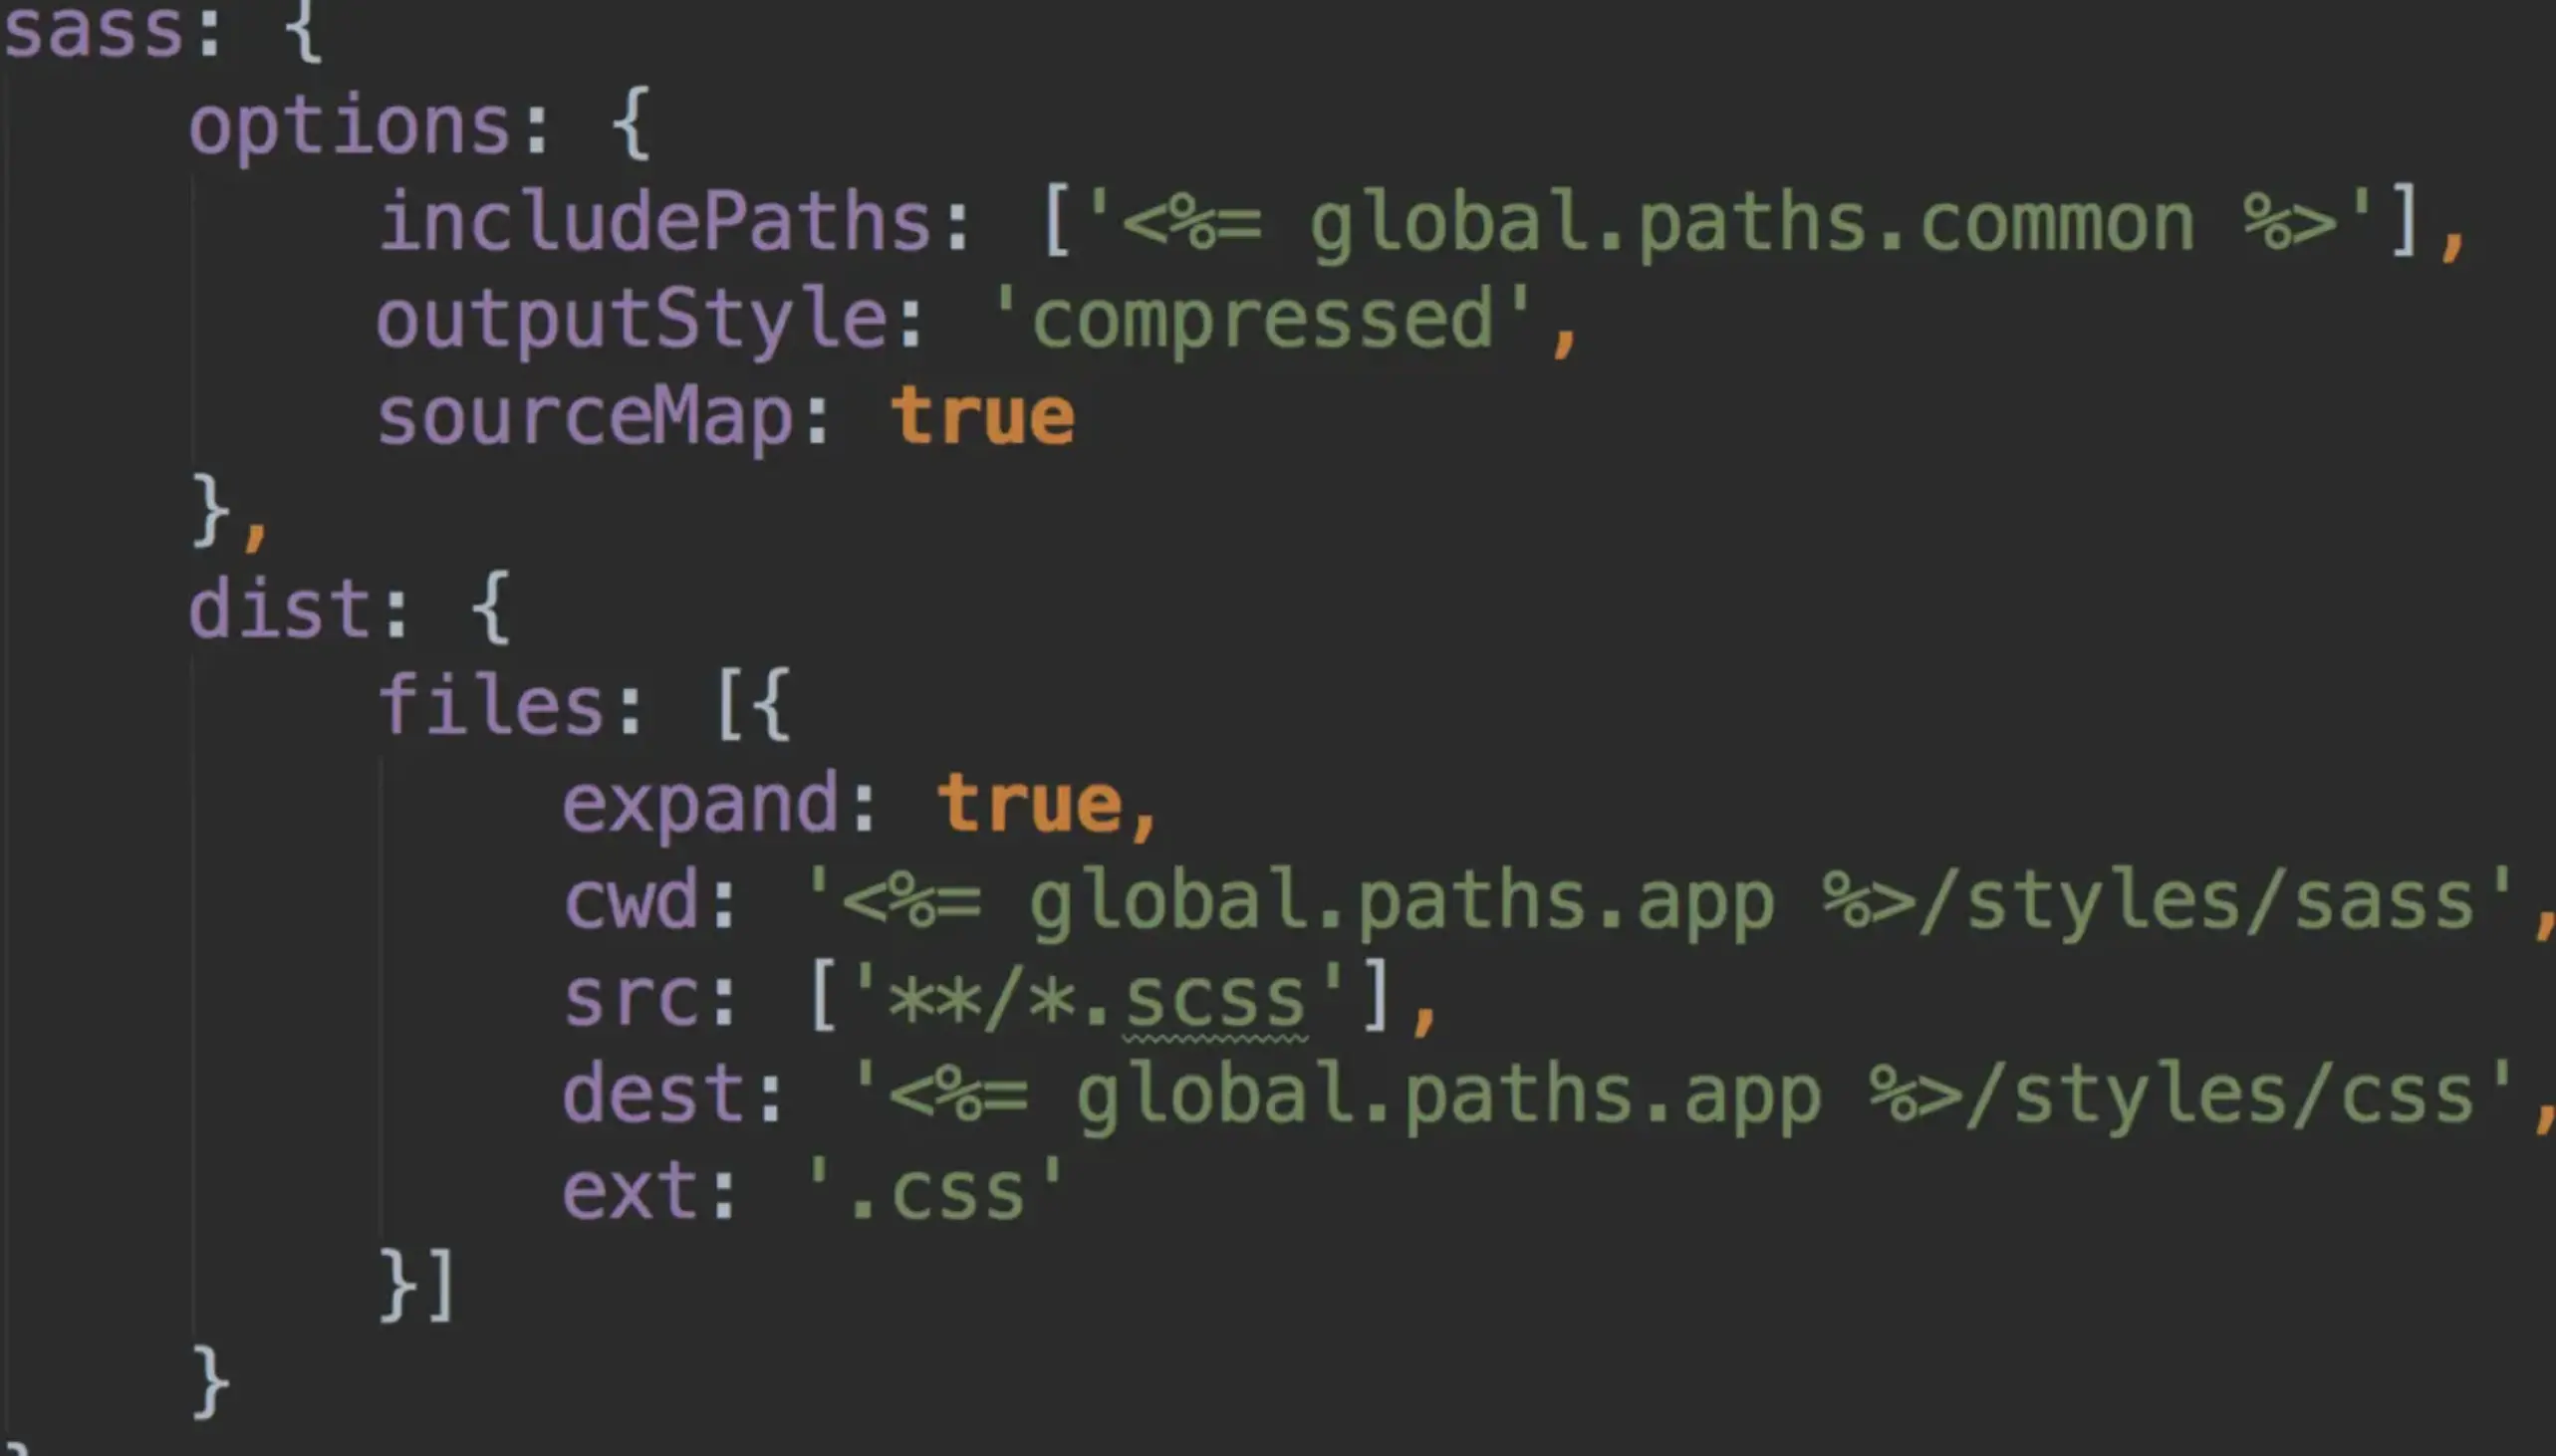 sass: {
options: {
includePaths: ['<%= global.paths.common %>'],
outputStyle: 'compressed',
sourceMap: true
},
dist: {
files: [{
expand: true,
cwd: '<%= global.paths.app %>/styles/sass',
src: ['**/*.scss'],
dest: '<%= global.paths.app %>/styles/css',
ext: '.css'
}]
}
}